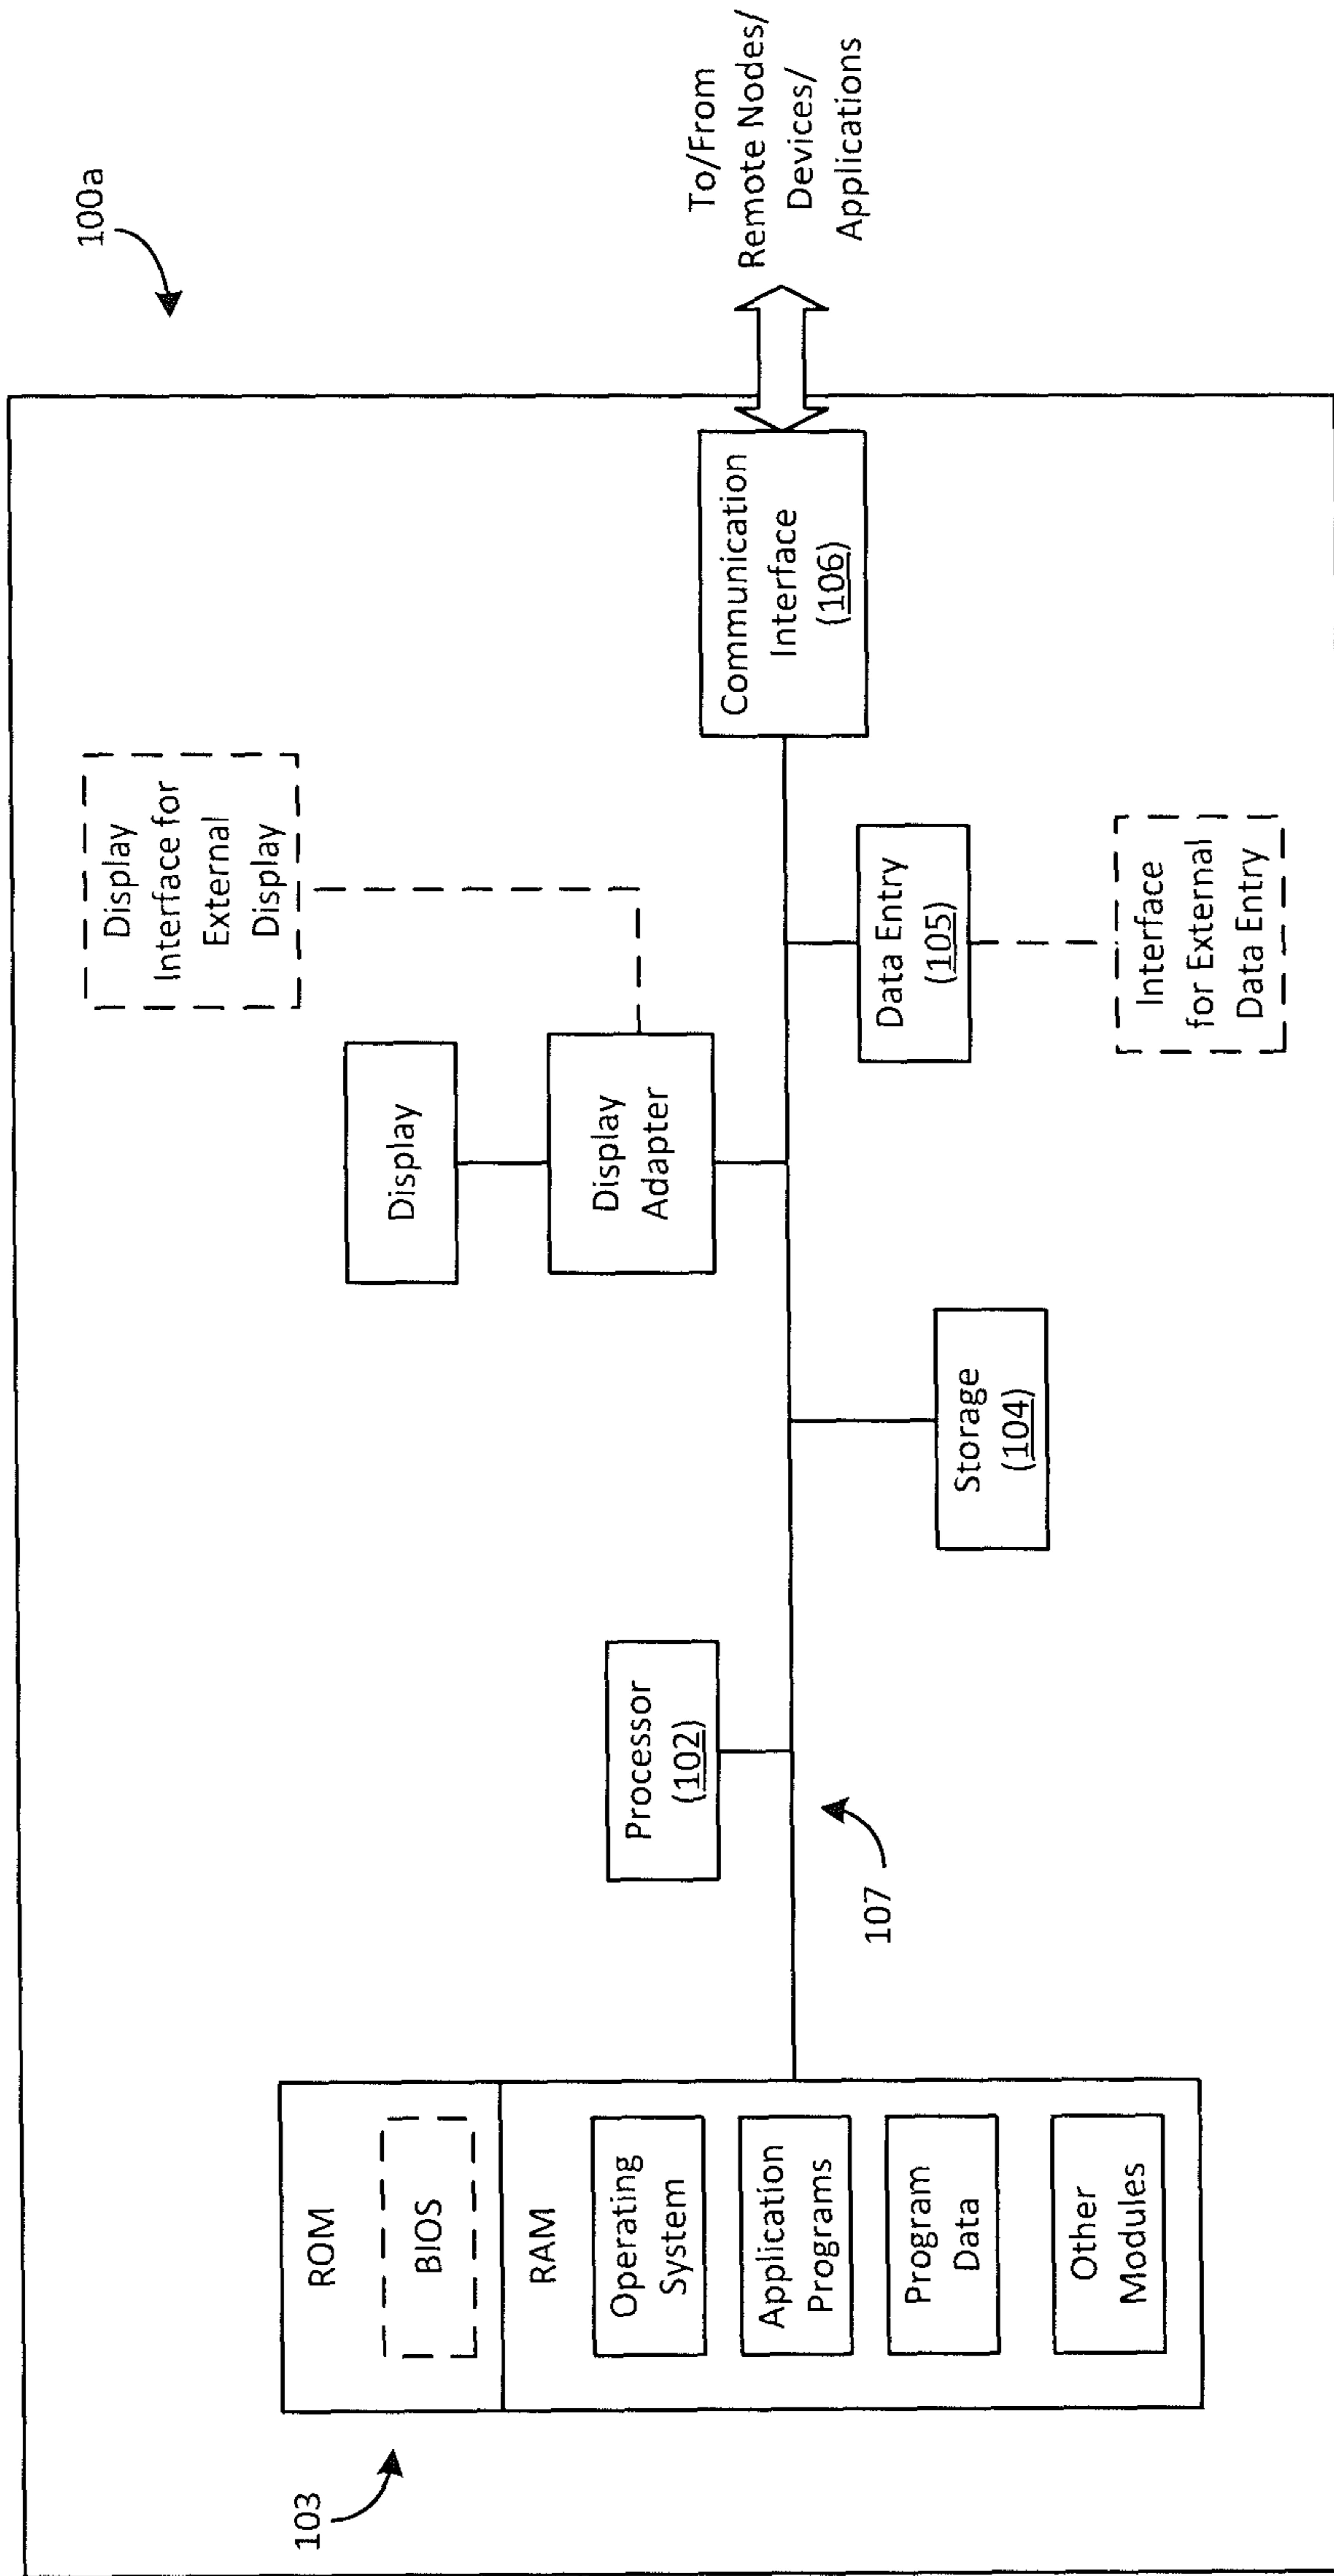 100a
To/From
Remote Nodes/
Devices/
Applications
Display
Interface for
External
Display
Display
Display
Adapter
Communication
Interface
(106)
Data Entry
(105)
Interface
for External
Data Entry
Processor
(102)
Storage
(104)
107
103
ROM
BIOS
RAM
Operating
System
Application
Programs
Program
Data
Other
Modules